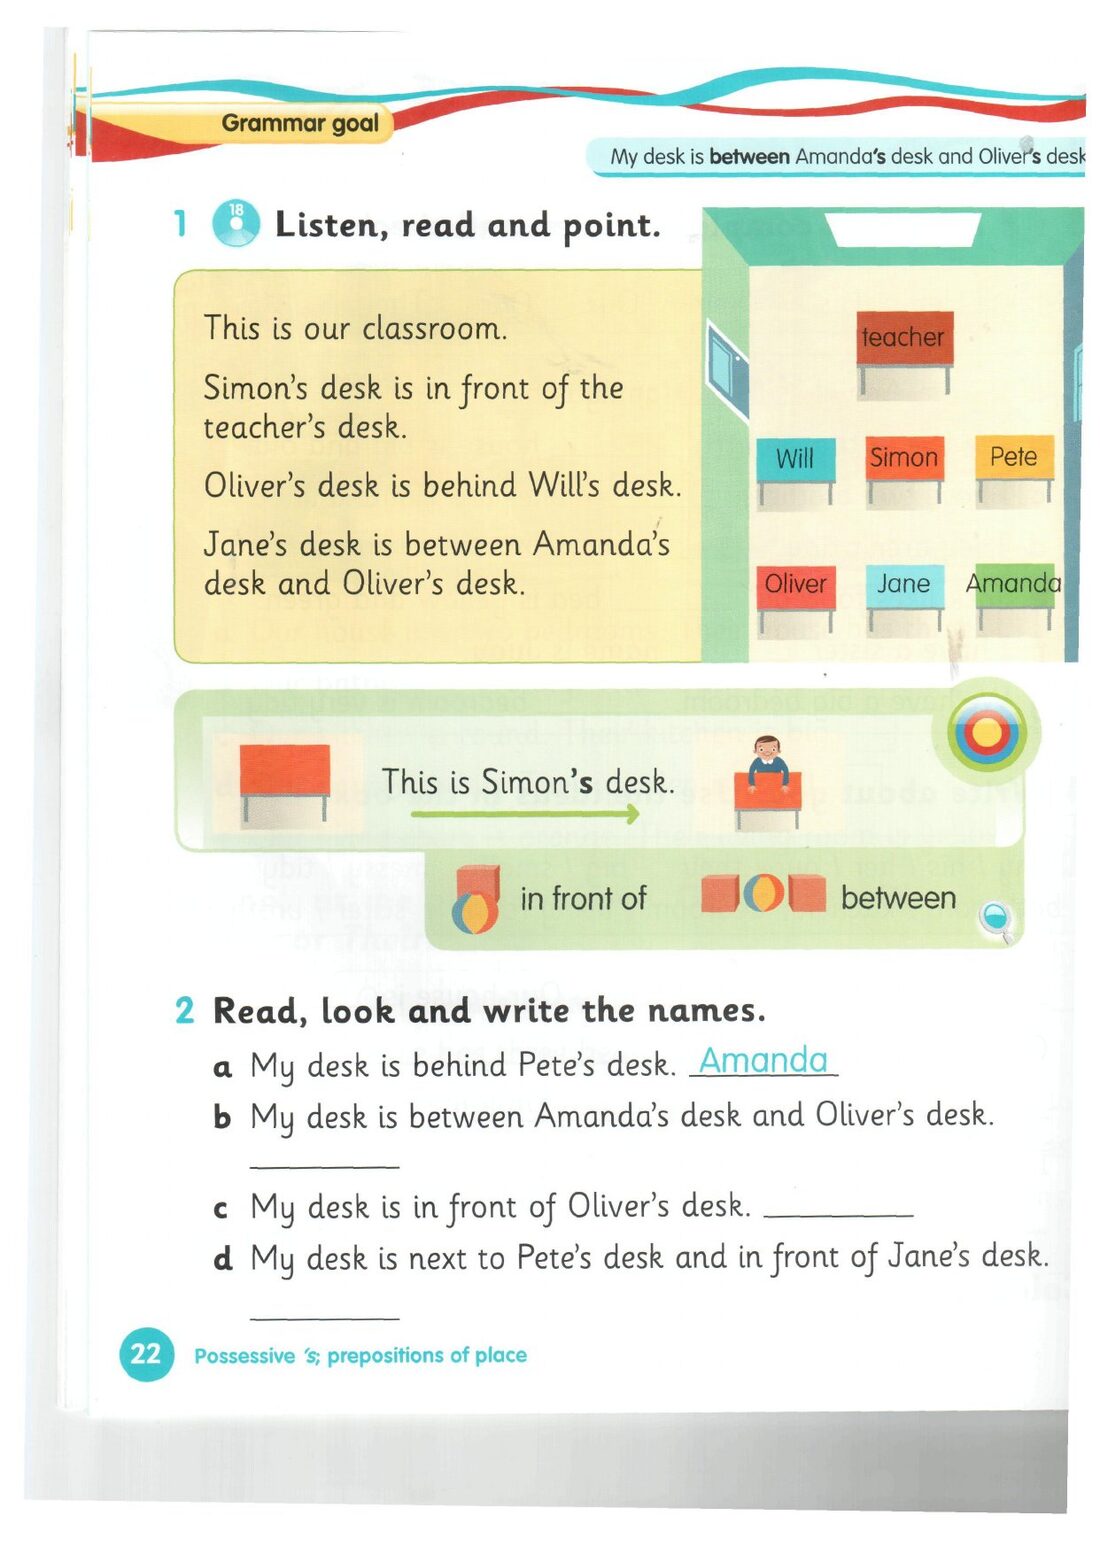 Grammar goal
My desk is between Amanda's desk and Oliver's desk
1 18 Listen, read and point.
This is our classroom.
Simon's desk is in front of the
teacher's desk.
Oliver's desk is behind Will's desk.
Jane's desk is between Amanda's
desk and Oliver's desk.
teacher
Will Simon Pete
Oliver Jane Amanda
This is Simon's desk.
in front of between
2 Read, look and write the names.
a My desk is behind Pete's desk. Amanda
b My desk is between Amanda's desk and Oliver's desk.
c My desk is in front of Oliver's desk.
d My desk is next to Pete's desk and in front of Jane's desk.
22 Possessive 's; prepositions of place